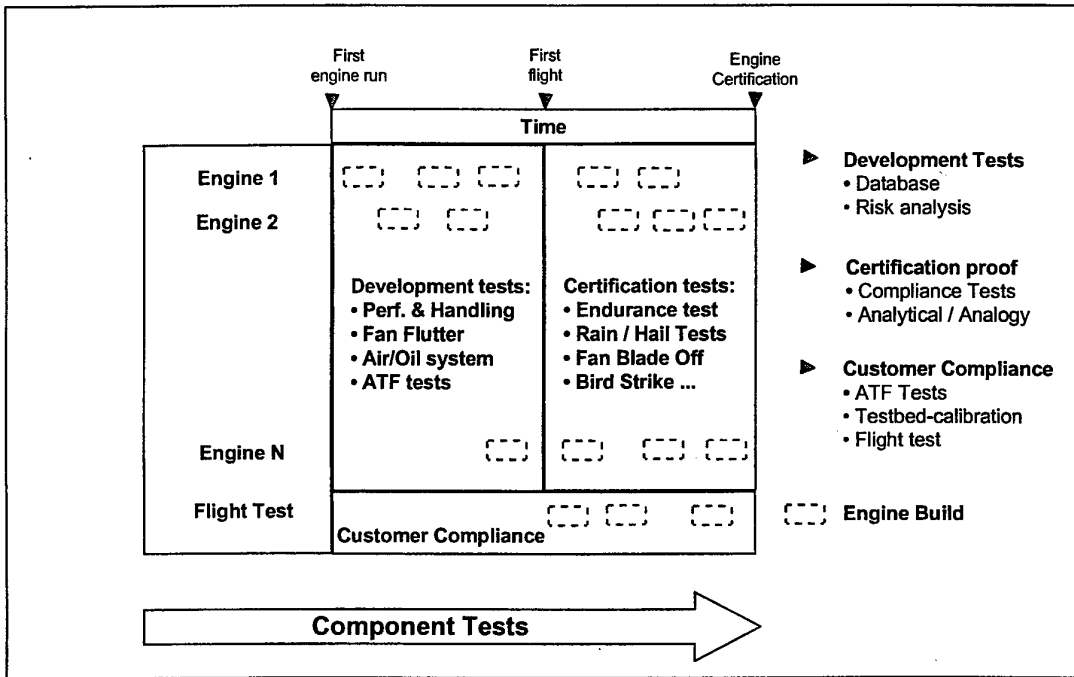 First
engine run
First
flight
Engine
Certification
Time
Engine 1
Engine 2
Development tests:
• Perf. & Handling
• Fan Flutter
• Air/Oil system
• ATF tests
Certification tests:
• Endurance test
• Rain / Hail Tests
• Fan Blade Off
• Bird Strike ...
Engine N
Flight Test
Customer Compliance
Development Tests
• Database
• Risk analysis
Certification proof
• Compliance Tests
• Analytical / Analogy
Customer Compliance
• ATF Tests
• Testbed-calibration
• Flight test
Engine Build
Component Tests